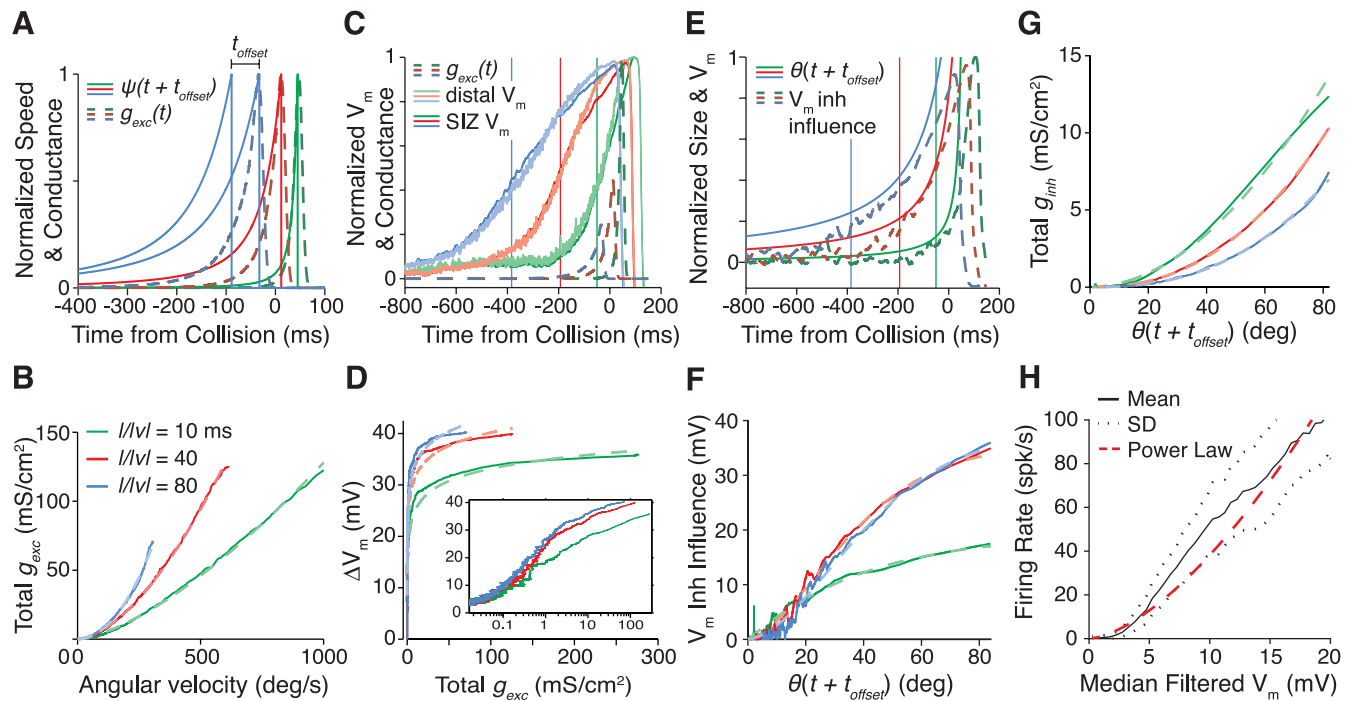 A
t_offset
1
ψ(t + t_offset)
g_exc(t)
Normalized Speed
& Conductance
0
-400 -300 -200 -100 0 100
Time from Collision (ms)
B
l/lvl = 10 ms
l/lvl = 40
l/lvl = 80
150
100
50
0
0 500 1000
Total g_exc (mS/cm²)
Angular velocity (deg/s)
C
1
g_exc(t)
distal V_m
SIZ V_m
Normalized V_m
& Conductance
0
-800 -600 -400 -200 0 200
Time from Collision (ms)
D
40
30
20
10
0
ΔV_m (mV)
40
30
20
10
0
0.1 1 10 100
0 100 200 300
Total g_exc (mS/cm²)
E
1
θ(t + t_offset)
V_m inh
influence
Normalized Size & V_m
0
-800 -600 -400 -200 0
Time from Collision (ms)
F
40
30
20
10
0
V_m Inh Influence (mV)
0 20 40 60 80
θ(t + t_offset) (deg)
G
15
10
5
0
Total g_inh (mS/cm²)
20 40 60 80
θ(t + t_offset) (deg)
H
100
80
60
40
20
0
Mean
SD
Power Law
Firing Rate (spk/s)
0 5 10 15 20
Median Filtered V_m (mV)